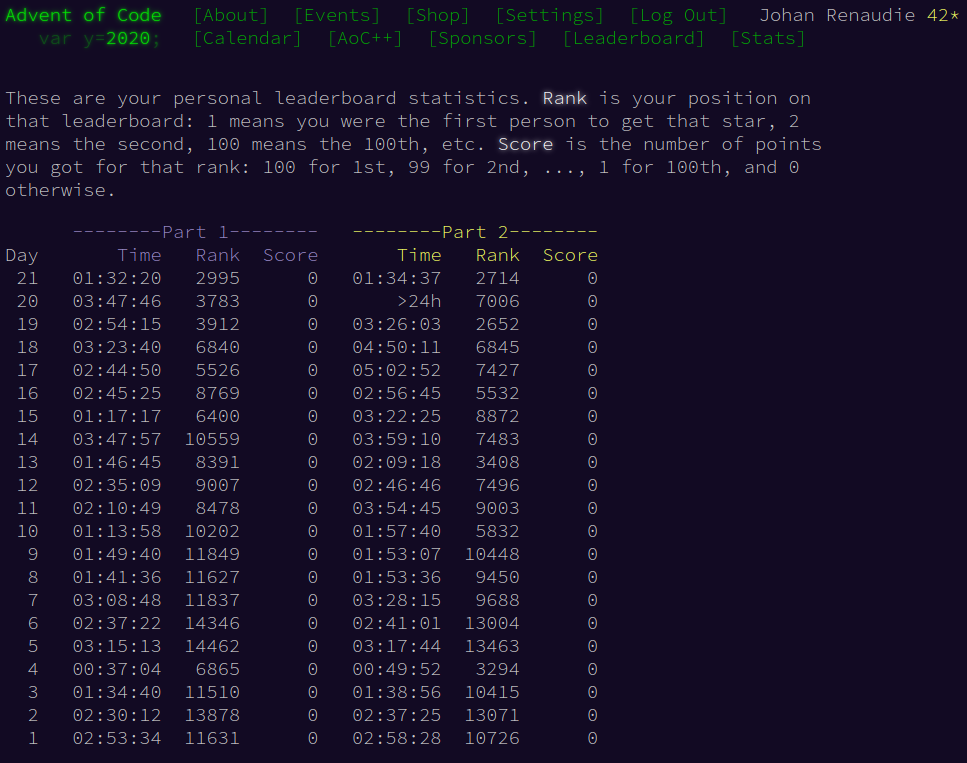 Advent of Code [About] [Events] [Shop] [Settings] [Log Out] Johan Renaudie 42*
var y=2020; [Calendar] [AoC++] [Sponsors] [Leaderboard] [Stats]
These are your personal leaderboard statistics. Rank is your position on
that leaderboard: 1 means you were the first person to get that star, 2
means the second, 100 means the 100th, etc. Score is the number of points
you got for that rank: 100 for 1st, 99 for 2nd, ..., 1 for 100th, and 0
otherwise.
--------Part 1-------- --------Part 2--------
Day Time Rank Score Time Rank Score
21 01:32:20 2995 0 01:34:37 2714 0
20 03:47:46 3783 0 >24h 7006 0
19 02:54:15 3912 0 03:26:03 2652 0
18 03:23:40 6840 0 04:50:11 6845 0
17 02:44:50 5526 0 05:02:52 7427 0
16 02:45:25 8769 0 02:56:45 5532 0
15 01:17:17 6400 0 03:22:25 8872 0
14 03:47:57 10559 0 03:59:10 7483 0
13 01:46:45 8391 0 02:09:18 3408 0
12 02:35:09 9007 0 02:46:46 7496 0
11 02:10:49 8478 0 03:54:45 9003 0
10 01:13:58 10202 0 01:57:40 5832 0
9 01:49:40 11849 0 01:53:07 10448 0
8 01:41:36 11627 0 01:53:36 9450 0
7 03:08:48 11837 0 03:28:15 9688 0
6 02:37:22 14346 0 02:41:01 13004 0
5 03:15:13 14462 0 03:17:44 13463 0
4 00:37:04 6865 0 00:49:52 3294 0
3 01:34:40 11510 0 01:38:56 10415 0
2 02:30:12 13878 0 02:37:25 13071 0
1 02:53:34 11631 0 02:58:28 10726 0